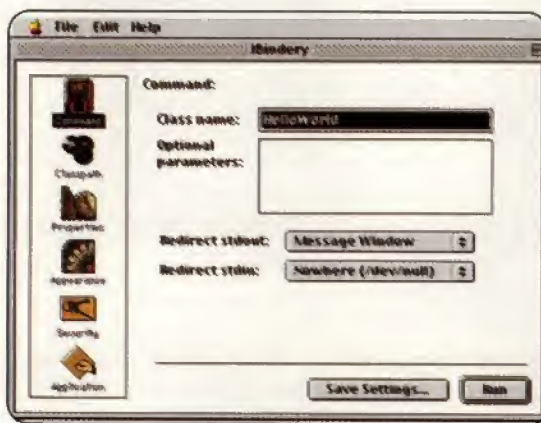 File Edit Help
JBindery
Command
Classpath
Properties
Appearance
Security
Application
Command:
Class name: HelloWorld
Optional
parameters:
Redirect stdout: Message Window
Redirect stdin: Nowhere (/dev/null)
Save Settings... Run